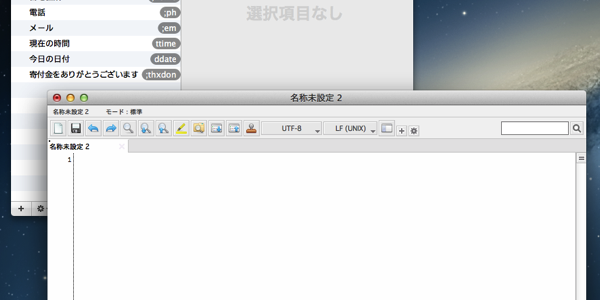 電話 ;ph
選択項目なし
メール ;em
現在の時間 ttime
今日の日付 ddate
寄付金をありがとうございます ;thxdon
名称未設定 2
名称未設定 2 モード：標準
UTF-8 LF (UNIX)
名称未設定 2
1